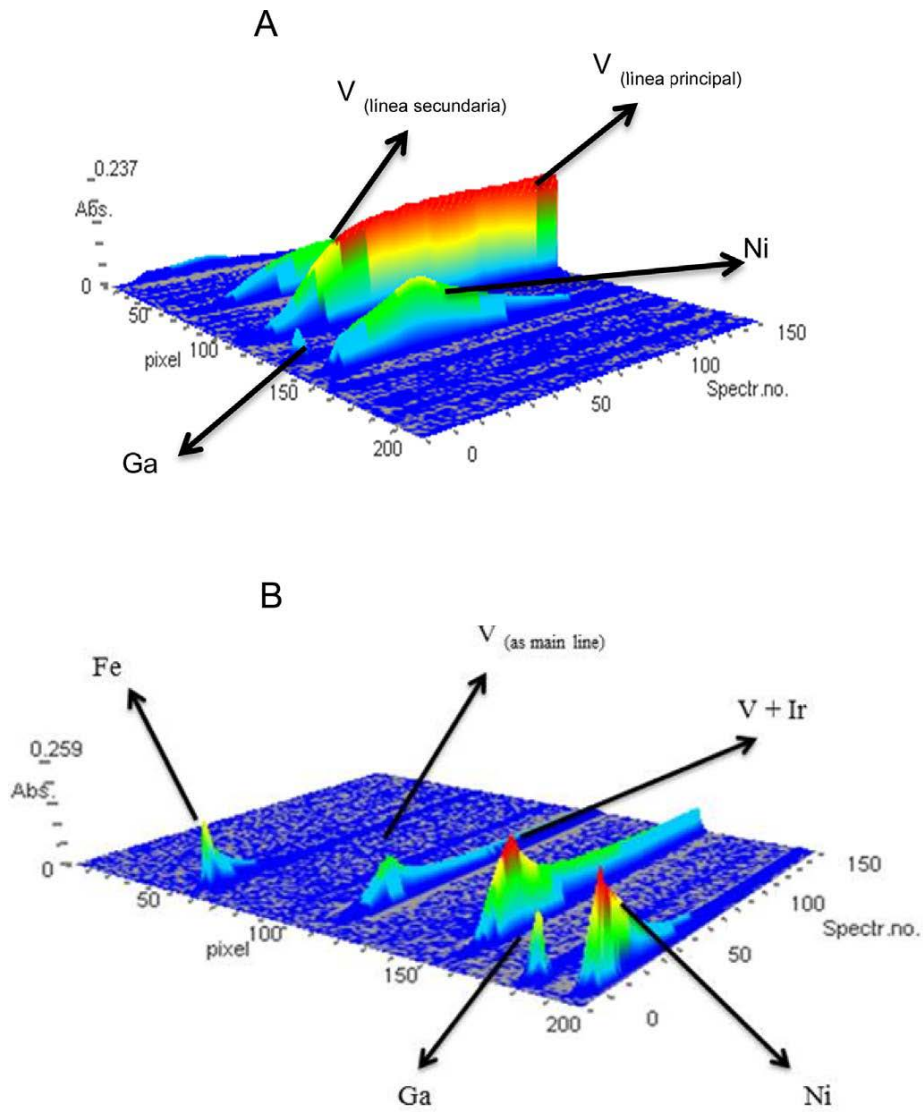 A
V (línea secundaria)
V (línea principal)
0.237
Abs.
0
50
100
150
200
pixel
Ni
150
100
50
0
Spectr.no.
Ga
B
V (as main line)
Fe
V + Ir
0.259
Abs.
0
50
100
150
200
pixel
150
100
50
0
Spectr.no.
Ga
Ni